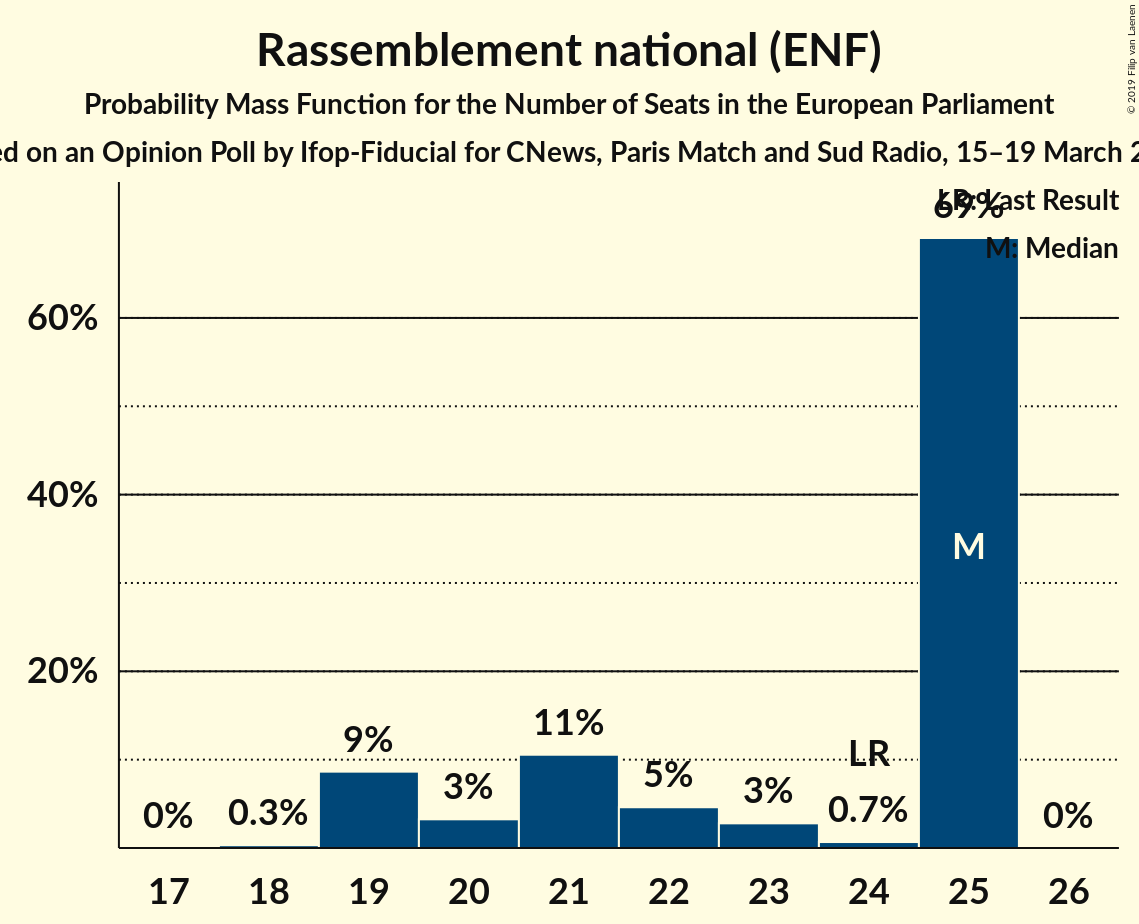 Rassemblement national (ENF)
Probability Mass Function for the Number of Seats in the European Parliament
on an Opinion Poll by Ifop-Fiducial for CNews, Paris Match and Sud Radio, 15–19 March
© 2019 Filip van Laenen
LR: Last Result
M: Median
69%
60%
40%
20%
M
0%
0.3%
9%
3%
11%
5%
3%
LR
0.7%
0%
17 18 19 20 21 22 23 24 25 26